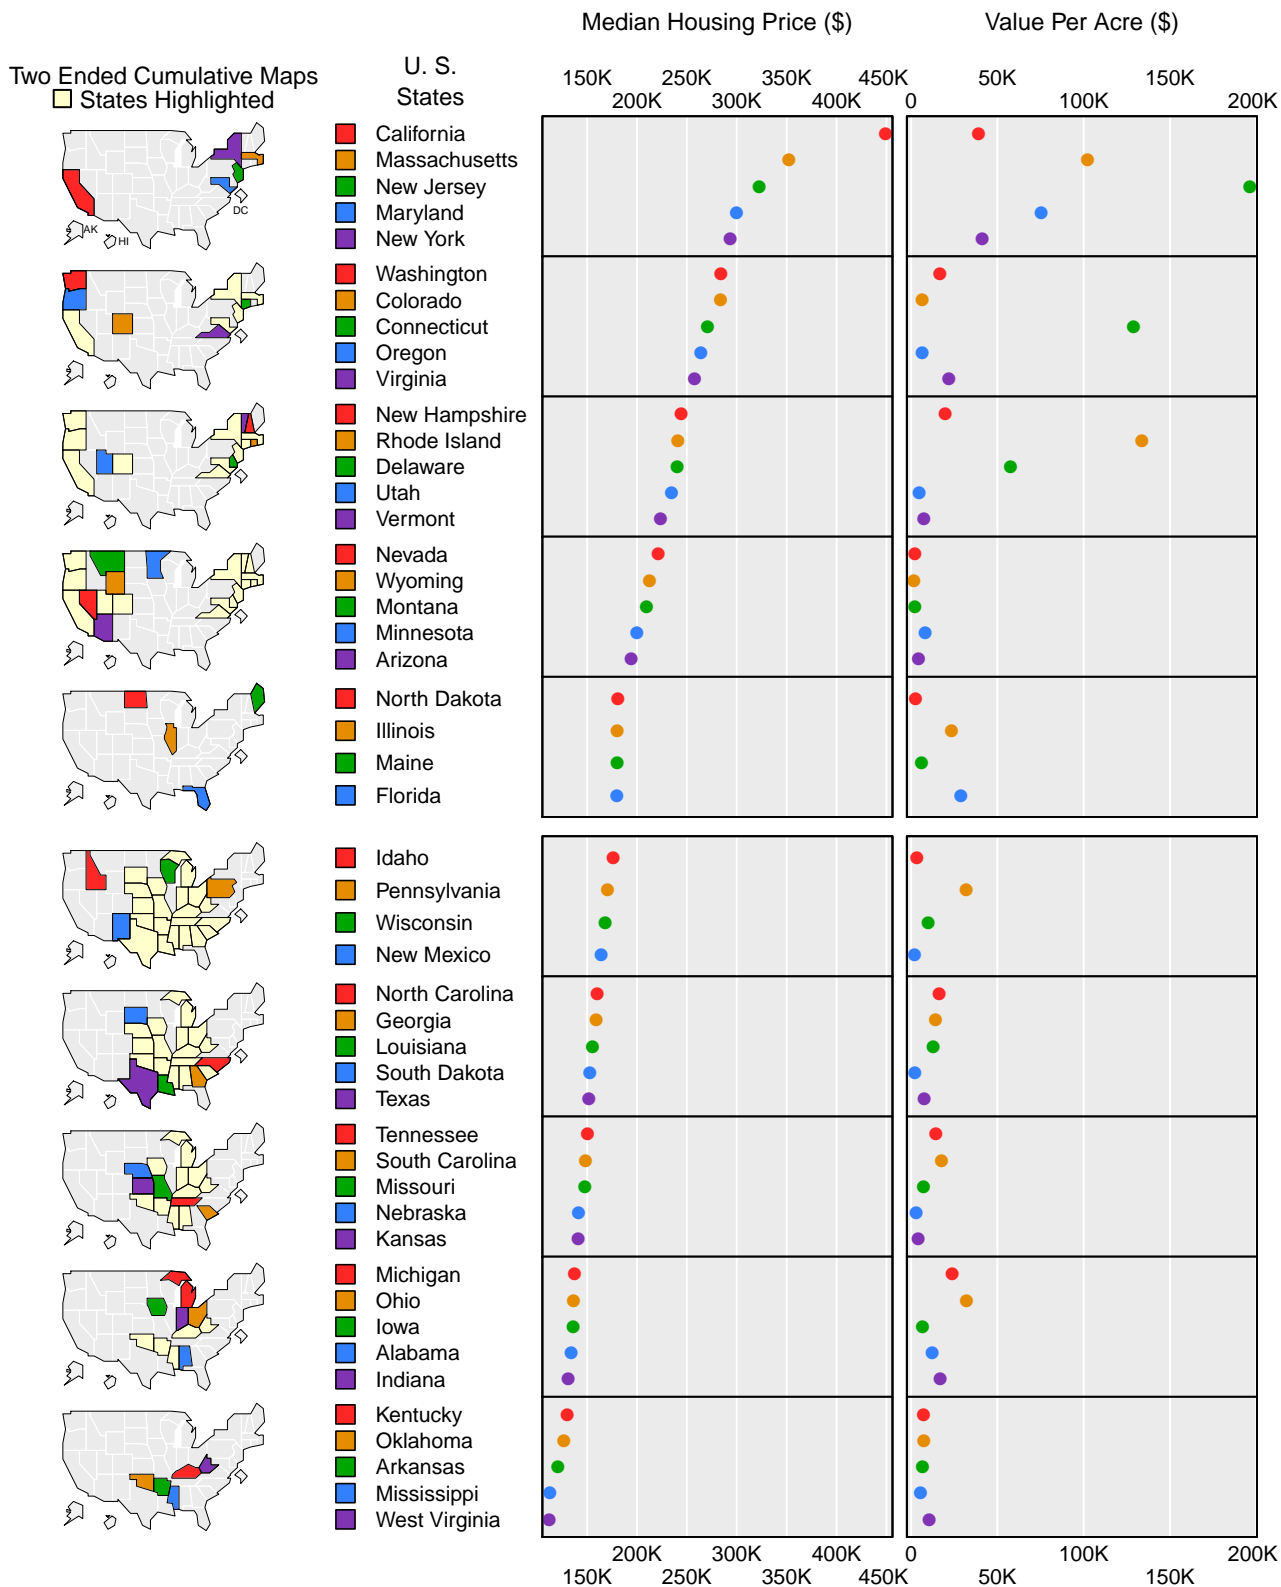 Median Housing Price ($)
Value Per Acre ($)
Two Ended Cumulative Maps
States Highlighted
U. S.
States
150K 250K 350K 450K
200K 300K 400K
50K 150K
0 100K 200K
AK
HI
DC
California
Massachusetts
New Jersey
Maryland
New York
Washington
Colorado
Connecticut
Oregon
Virginia
New Hampshire
Rhode Island
Delaware
Utah
Vermont
Nevada
Wyoming
Montana
Minnesota
Arizona
North Dakota
Illinois
Maine
Florida
Idaho
Pennsylvania
Wisconsin
New Mexico
North Carolina
Georgia
Louisiana
South Dakota
Texas
Tennessee
South Carolina
Missouri
Nebraska
Kansas
Michigan
Ohio
Iowa
Alabama
Indiana
Kentucky
Oklahoma
Arkansas
Mississippi
West Virginia
200K 300K 400K
150K 250K 350K 450K
0 100K 200K
50K 150K